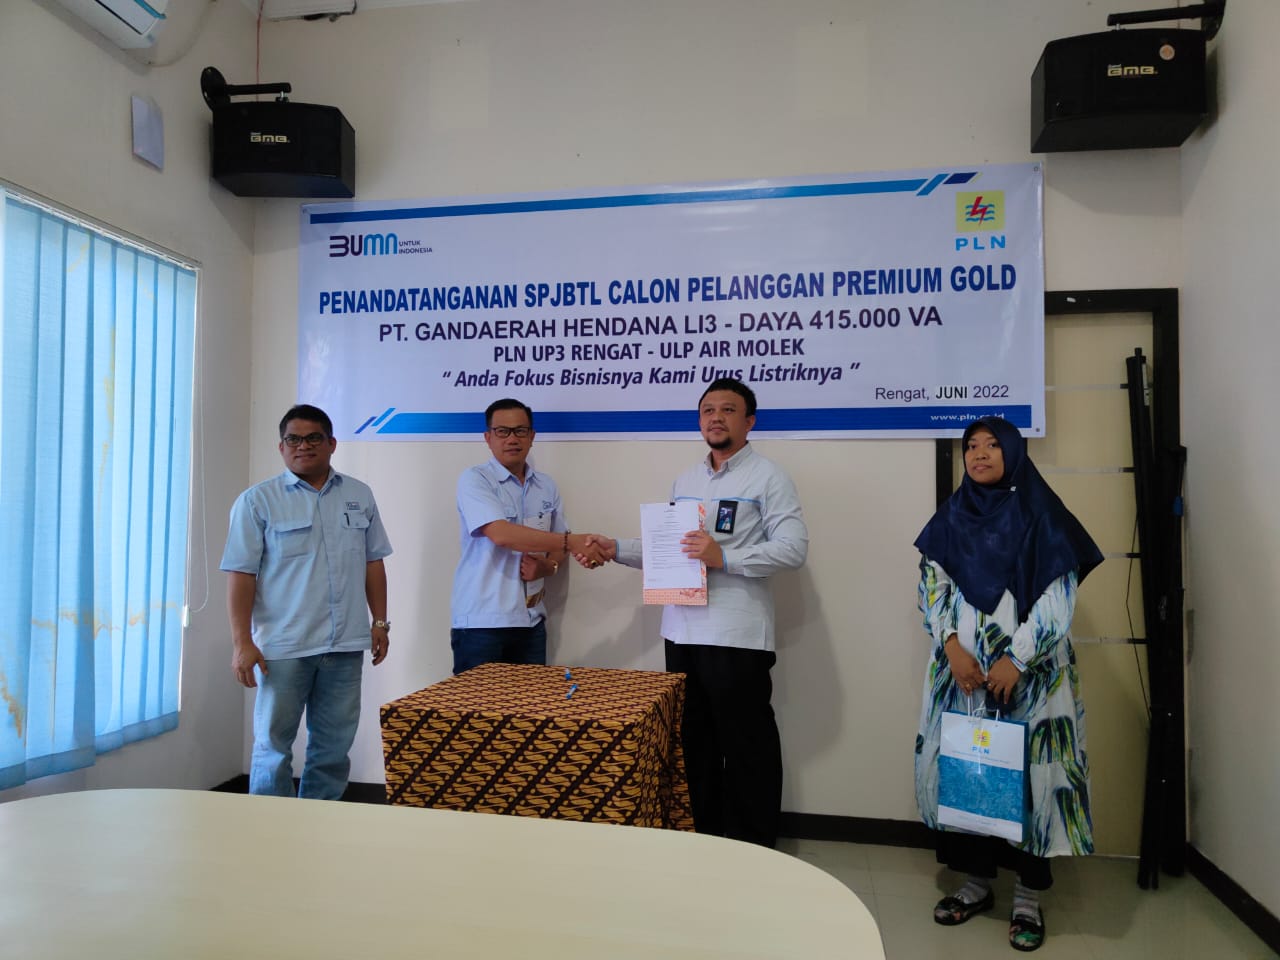 BMB
BMB
BUMN UNTUK INDONESIA
PLN
PENANDATANGANAN SPJBTL CALON PELANGGAN PREMIUM GOLD
PT. GANDAERAH HENDANA LI3 - DAYA 415.000 VA
PLN UP3 RENGAT - ULP AIR MOLEK
“ Anda Fokus Bisnisnya Kami Urus Listriknya ”
Rengat, JUNI 2022
www.pln.co.id
PLN